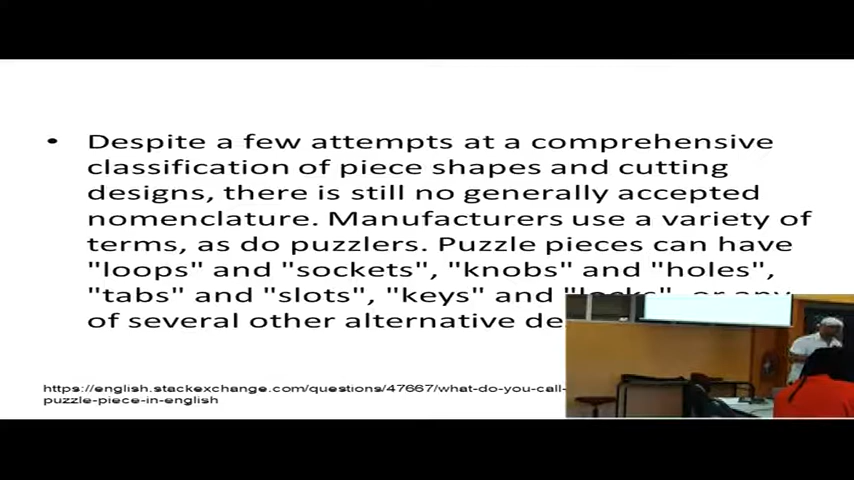 • Despite a few attempts at a comprehensive
classification of piece shapes and cutting
designs, there is still no generally accepted
nomenclature. Manufacturers use a variety of
terms, as do puzzlers. Puzzle pieces can have
"loops" and "sockets", "knobs" and "holes",
"tabs" and "slots", "keys" and "locks", or any
of several other alternative
https://english.stackexchange.com/questions/47667/what-do-you-call-
puzzle-piece-in-english